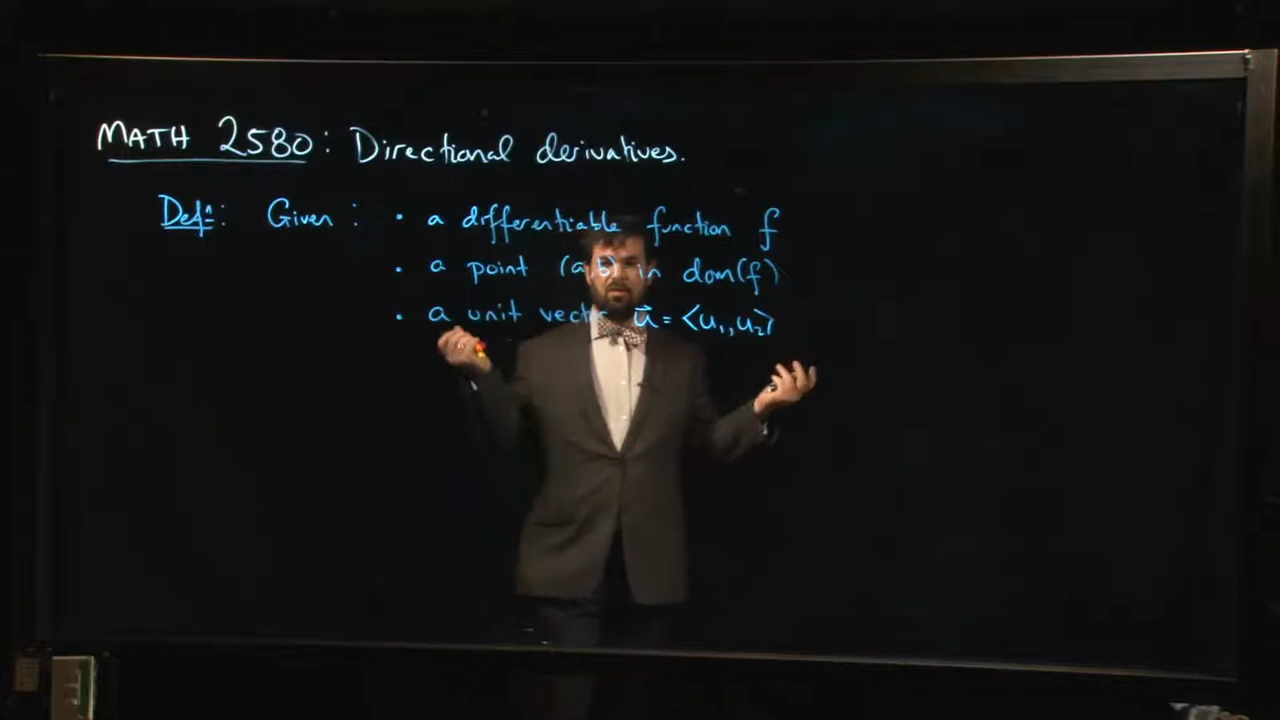 MATH 2580: Directional derivatives.
Defⁿ: Given: • a differentiable function f
• a point (a,b) in dom(f)
• a unit vector u⃗ = <u₁,u₂>